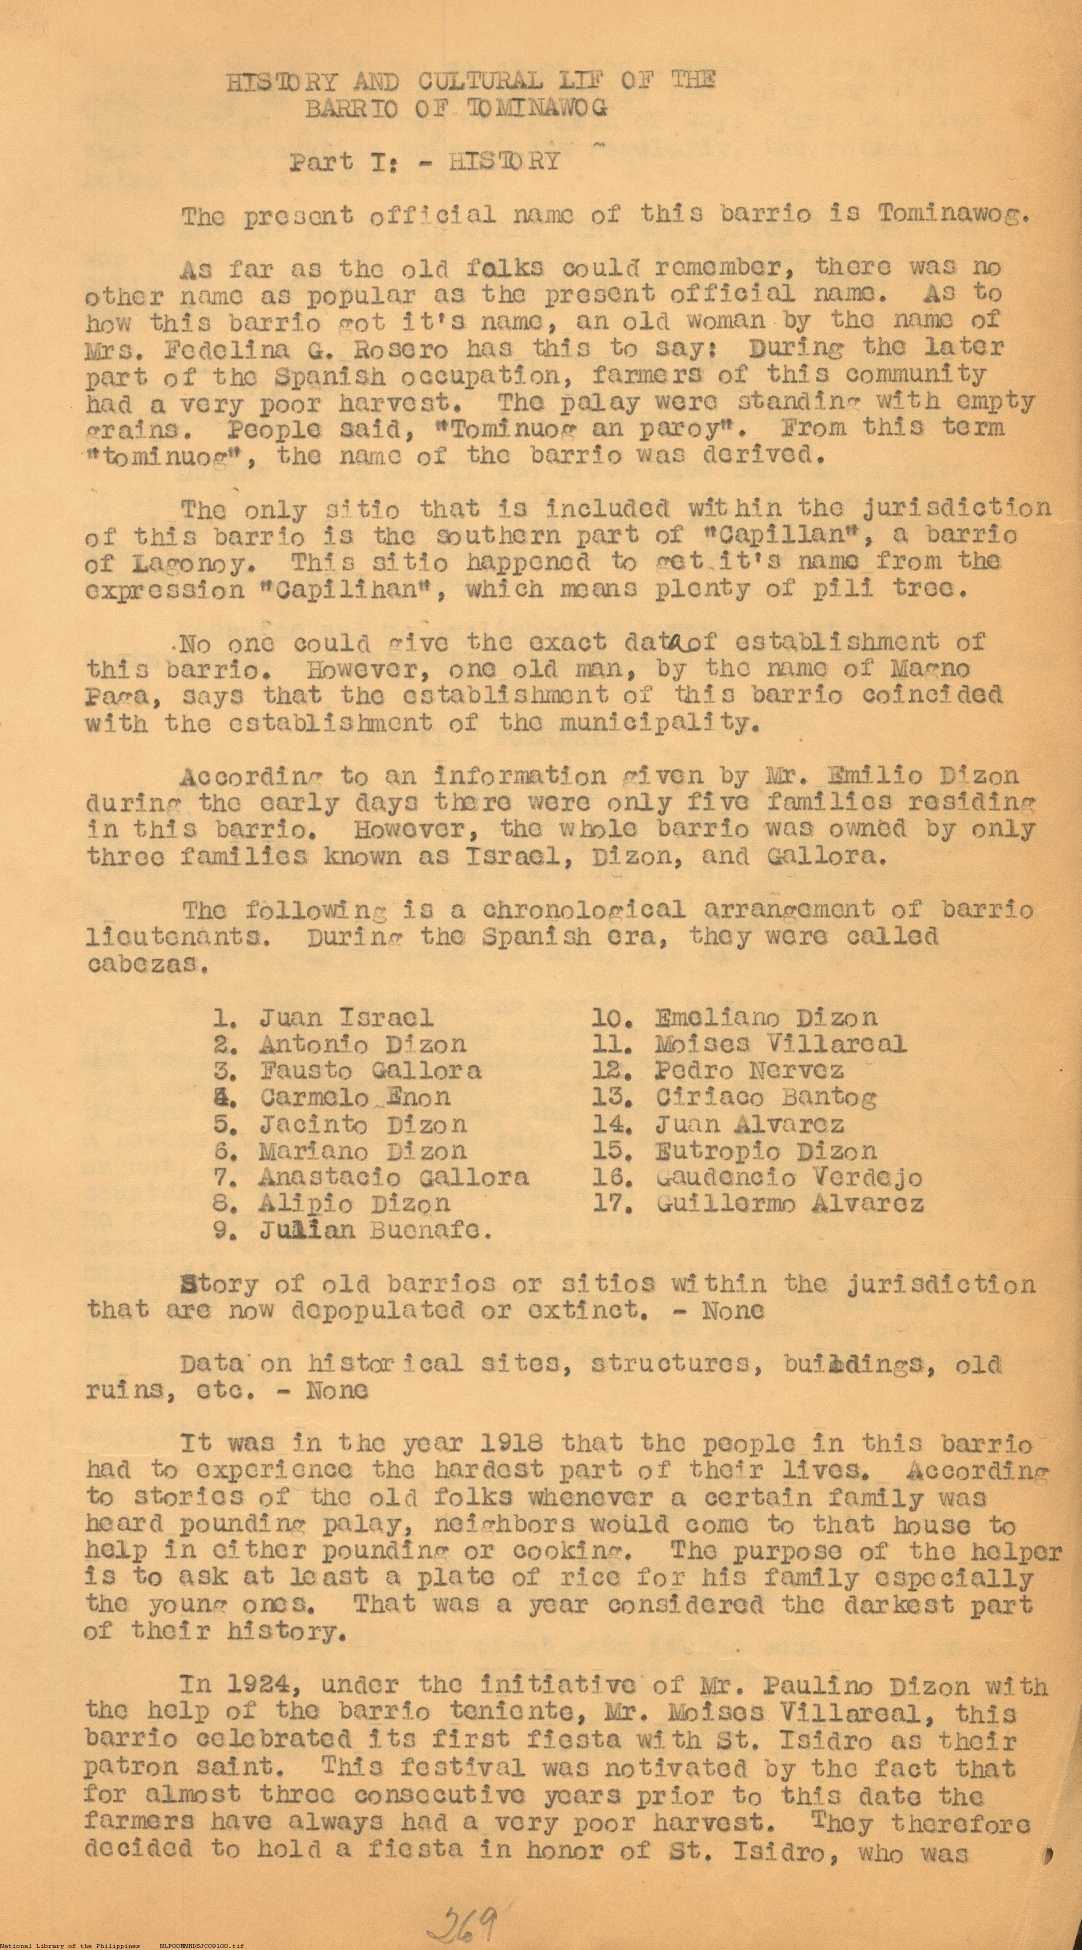 HISTORY AND CULTURAL LIF OF THE
BARRIO OF TOMINAWOG
Part I: - HISTORY
The present official name of this barrio is Tominawog.
As far as the old folks could remember, there was no
other name as popular as the present official name. As to
how this barrio got it's name, an old woman by the name of
Mrs. Fedelina G. Rosero has this to say: During the later
part of the Spanish occupation, farmers of this community
had a very poor harvest. The palay were standing with empty
grains. People said, "Tominuog an paroy". From this term
"tominuog", the name of the barrio was derived.
The only sitio that is included within the jurisdiction
of this barrio is the southern part of "Capillan", a barrio
of Lagonoy. This sitio happened to get it's name from the
expression "Capilihan", which means plenty of pili tree.
No one could give the exact date of establishment of
this barrio. However, one old man, by the name of Magno
Paga, says that the establishment of this barrio coincided
with the establishment of the municipality.
According to an information given by Mr. Emilio Dizon
during the early days there were only five families residing
in this barrio. However, the whole barrio was owned by only
three families known as Israel, Dizon, and Gallora.
The following is a chronological arrangement of barrio
lieutenants. During the Spanish era, they were called
cabezas.
1. Juan Israel
2. Antonio Dizon
3. Fausto Gallora
4. Carmelo Enon
5. Jacinto Dizon
6. Mariano Dizon
7. Anastacio Gallora
8. Alipio Dizon
9. Julian Buenafe.
10. Emeliano Dizon
11. Moises Villareal
12. Pedro Nervez
13. Ciriaco Bantog
14. Juan Alvarez
15. Eutropio Dizon
16. Gaudencio Verdejo
17. Guillermo Alvarez
Story of old barrios or sitios within the jurisdiction
that are now depopulated or extinct. - None
Data on historical sites, structures, buildings, old
ruins, etc. - None
It was in the year 1918 that the people in this barrio
had to experience the hardest part of their lives. According
to stories of the old folks whenever a certain family was
heard pounding palay, neighbors would come to that house to
help in either pounding or cooking. The purpose of the helper
is to ask at least a plate of rice for his family especially
the young ones. That was a year considered the darkest part
of their history.
In 1924, under the initiative of Mr. Paulino Dizon with
the help of the barrio teniente, Mr. Moises Villareal, this
barrio celebrated its first fiesta with St. Isidro as their
patron saint. This festival was notivated by the fact that
for almost three consecutive years prior to this date the
farmers have always had a very poor harvest. They therefore
decided to hold a fiesta in honor of St. Isidro, who was
269
National Library of the Philippines